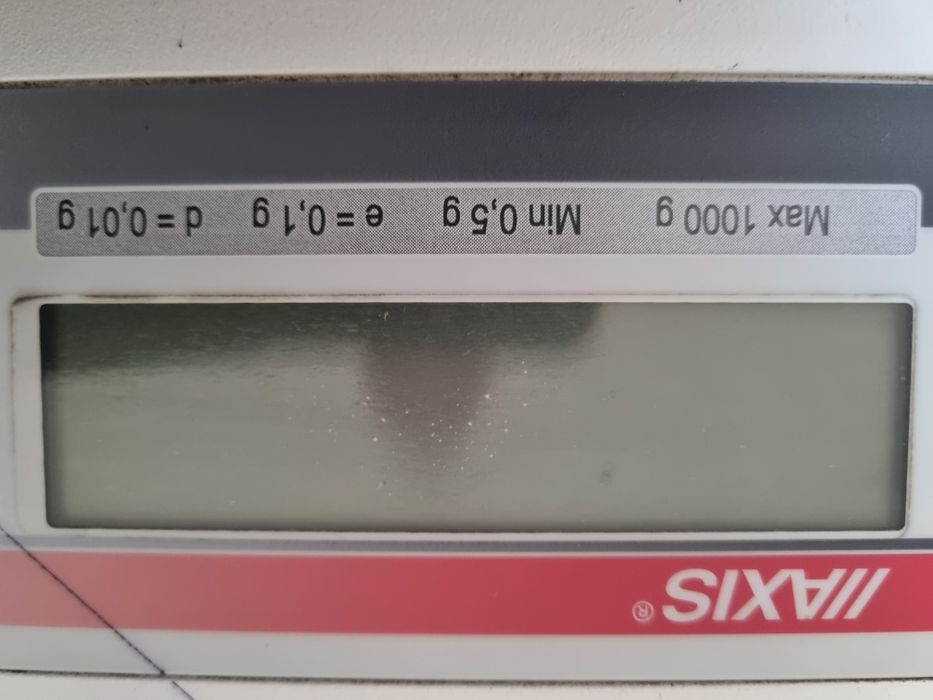 //AXIS®
Max 1000 g Min 0,5 g e = 0,1 g d = 0,01 g